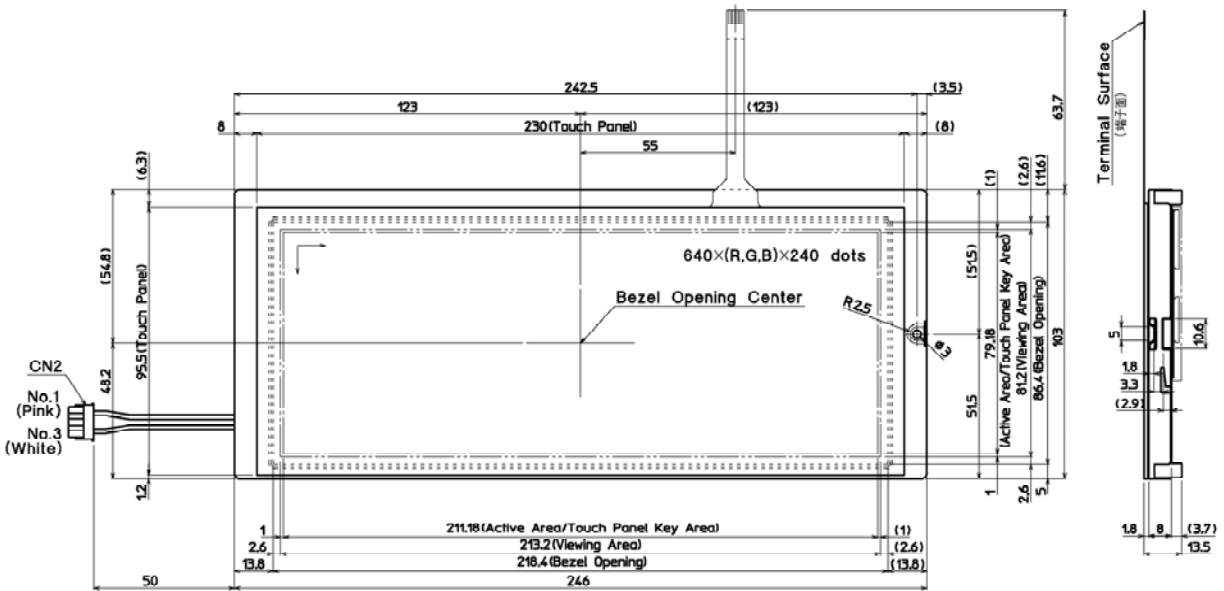 242.5
(3.5)
123
(123)
8
230(Touch Panel)
(8)
55
63.7
Terminal Surface
(端子面)
(6.3)
(1)
(2.6)
(11.6)
(54.8)
95.5(Touch Panel)
48.2
1.2
640×(R,G,B)×240 dots
Bezel Opening Center
R2.5
ø3
(51.5)
51.5
79.18
(Active Area/Touch Panel Key Area)
81.2(Viewing Area)
86.4(Bezel Opening)
103
1
2.6
5
CN2
No.1
(Pink)
No.3
(White)
5
10.6
1.8
3.3
(2.9)
1
211.18(Active Area/Touch Panel Key Area)
(1)
2.6
213.2(Viewing Area)
(2.6)
13.8
218.4(Bezel Opening)
(13.8)
50
246
1.8
8
(3.7)
13.5